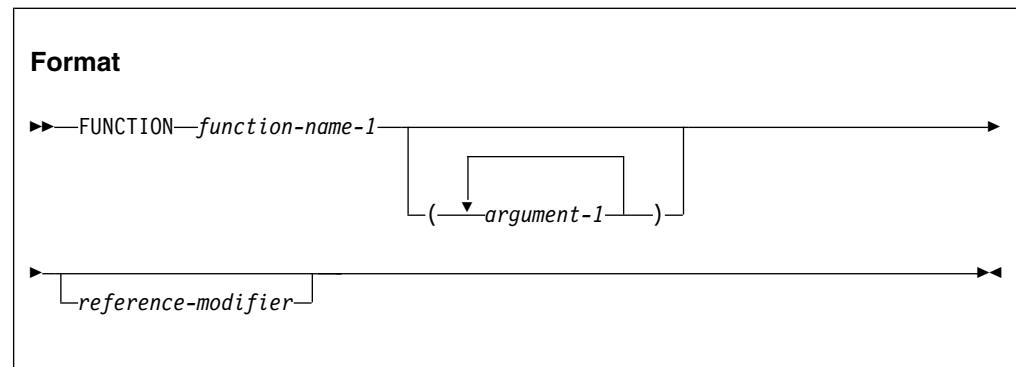 Format
FUNCTION function-name-1
( argument-1 )
reference-modifier